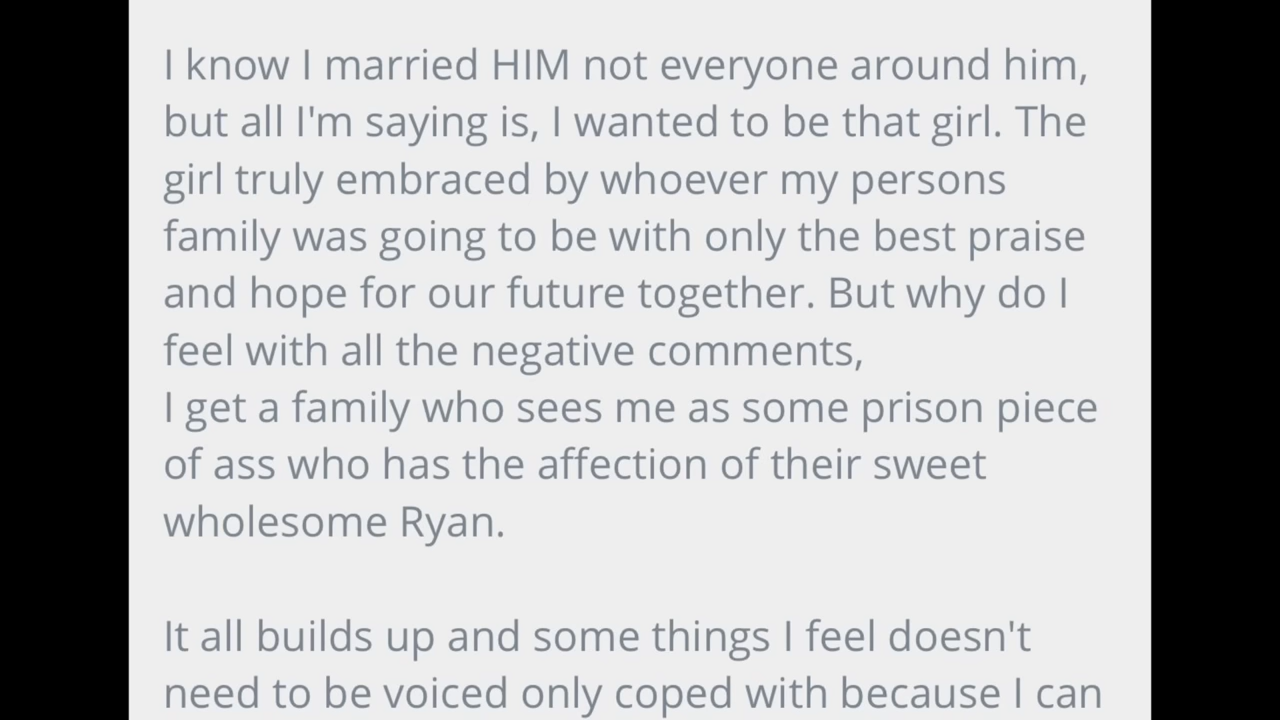 I know I married HIM not everyone around him,
but all I'm saying is, I wanted to be that girl. The
girl truly embraced by whoever my persons
family was going to be with only the best praise
and hope for our future together. But why do I
feel with all the negative comments,
I get a family who sees me as some prison piece
of ass who has the affection of their sweet
wholesome Ryan.
It all builds up and some things I feel doesn't
need to be voiced only coped with because I can